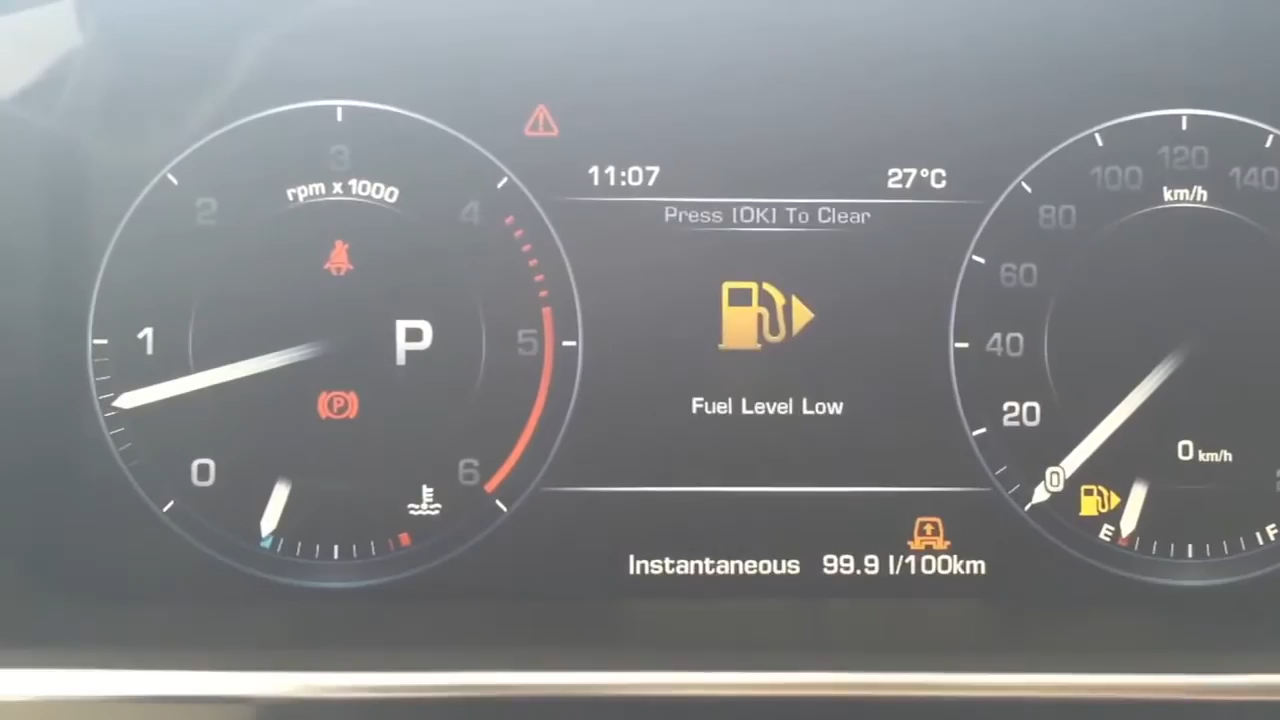 11:07 27°C
Press [OK] To Clear
Fuel Level Low
Instantaneous 99.9 l/100km
rpm x 1000
0
1
2
3
4
5
6
P
P
km/h
0
20
40
60
80
100
120
140
0 km/h
E F